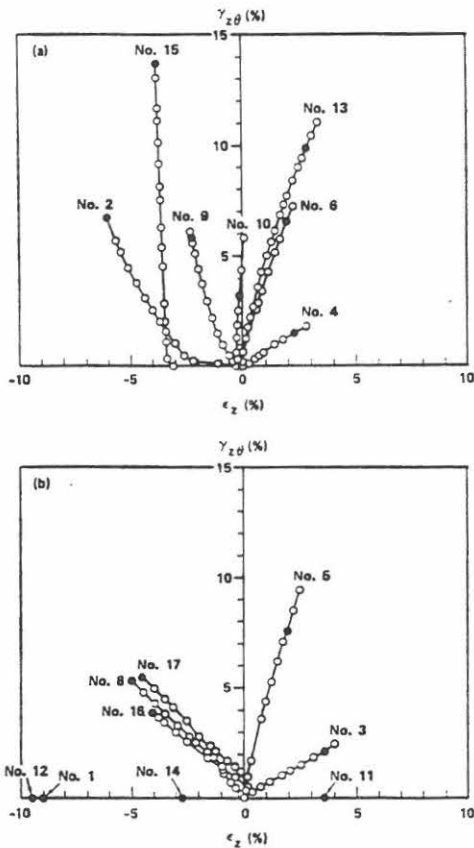 γzθ (%)
15
(a)
No. 15
No. 13
10
No. 2
No. 9
No. 10
No. 6
5
No. 4
-10
-5
0
5
10
εz (%)
γzθ (%)
15
(b)
10
No. 5
No. 17
No. 8
5
No. 16
No. 3
No. 12
No. 1
No. 14
No. 11
-10
-5
0
5
10
εz (%)